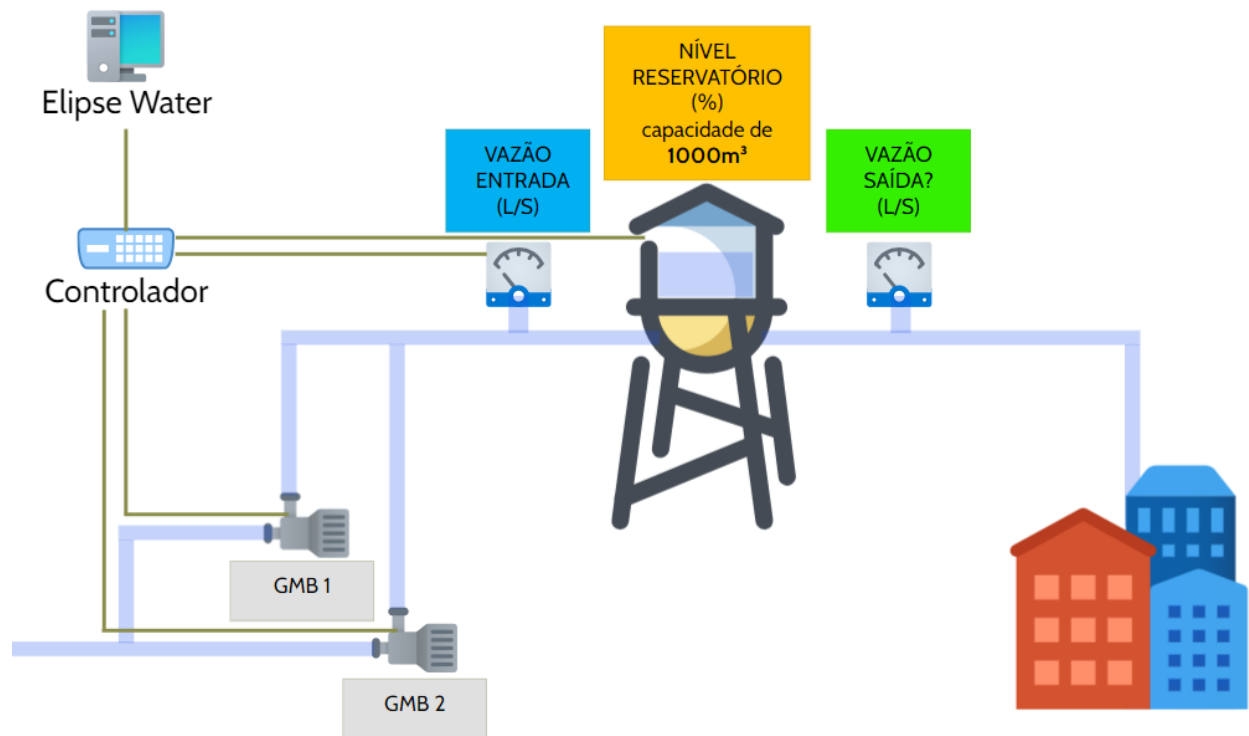 Elipse Water
Controlador
VAZÃO
ENTRADA
(L/S)
NÍVEL
RESERVATÓRIO
(%)
capacidade de
1000m³
VAZÃO
SAÍDA?
(L/S)
GMB 1
GMB 2